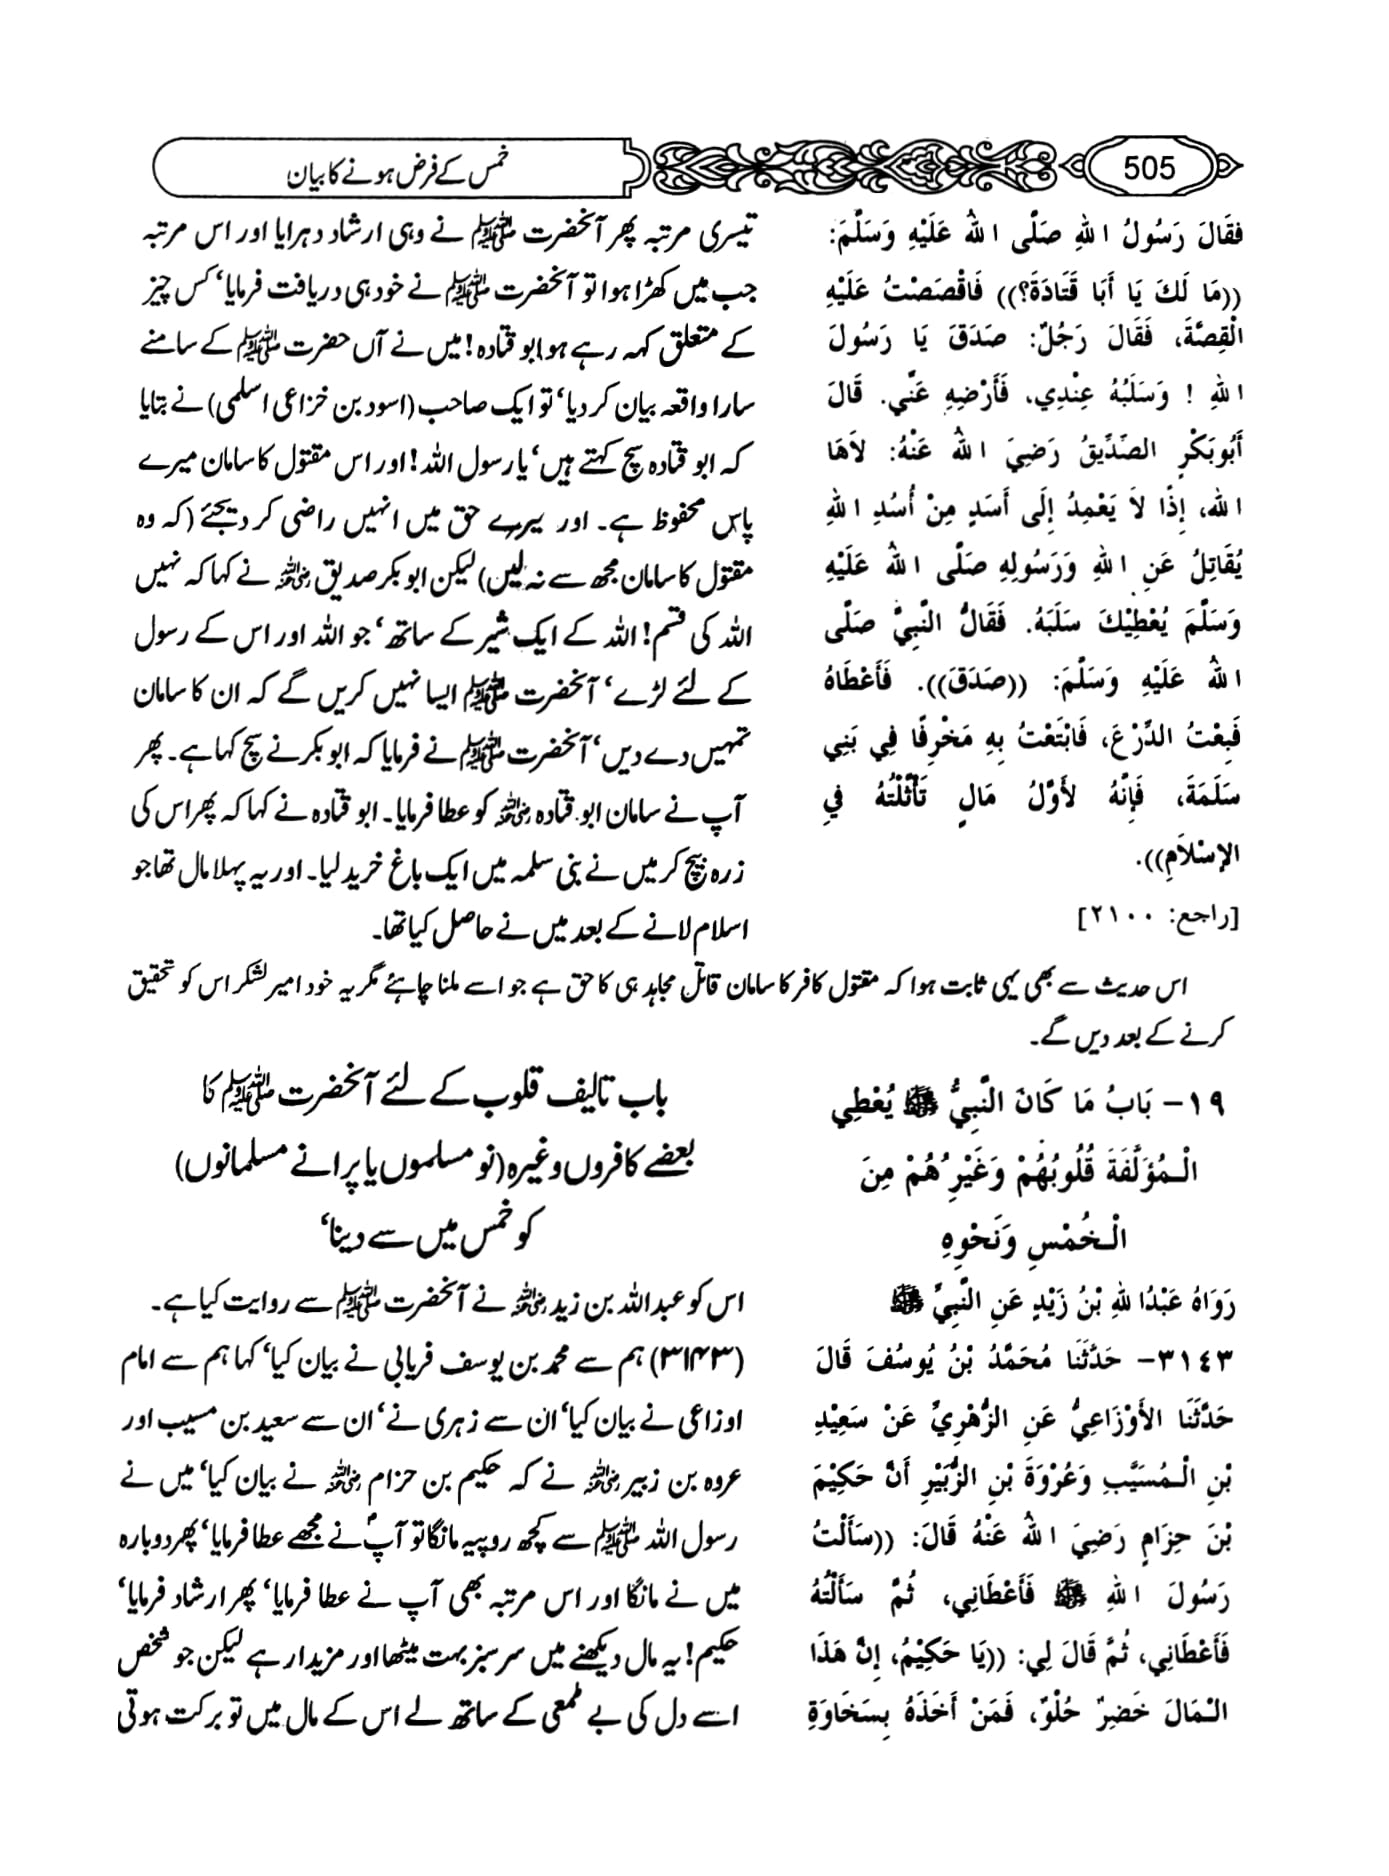 505
خمس کے فرض ہونے کا بیان
فَقَالَ رَسُولُ اللهِ صَلَّى اللهُ عَلَيْهِ وَسَلَّمَ:
((مَا لَكَ يَا أَبَا قَتَادَةَ؟)) فَاقْصَصْتُ عَلَيْهِ
الْقِصَّةَ، فَقَالَ رَجُلٌ: صَدَقَ يَا رَسُولَ
اللهِ ! وَسَلَبُهُ عِنْدِي، فَأَرْضِهِ عَنِّي. قَالَ
أَبُوبَكْرٍ الصِّدِّيقُ رَضِيَ اللهُ عَنْهُ: لاَهَا
اللهِ، إِذًا لاَ يَعْمِدُ إِلَى أَسَدٍ مِنْ أُسْدِ اللهِ
يُقَاتِلُ عَنِ اللهِ وَرَسُولِهِ صَلَّى اللهُ عَلَيْهِ
وَسَلَّمَ يُعْطِيْكَ سَلَبَهُ. فَقَالُ النَّبِيُّ صَلَّى
اللهُ عَلَيْهِ وَسَلَّمَ: ((صَدَقَ)). فَأَعْطَاهُ
فَبِعْتُ الدِّرْعَ، فَابْتَعْتُ بِهِ مَخْرِفًا فِي بَنِي
سَلَمَةَ، فَإِنَّهُ لأَوَّلُ مَالٍ تَأَثَّلْتُهُ فِي
الإِسْلاَمِ)).
[راجع: ٢١٠٠]
تیسری مرتبہ پھر آنحضرت ﷺ نے وہی ارشاد دہرایا اور اس مرتبہ
جب میں کھڑا ہوا تو آنحضرت ﷺ نے خود ہی دریافت فرمایا‘ کس چیز
کے متعلق کہہ رہے ہو ابو قتادہ! میں نے آں حضرت ﷺ کے سامنے
سارا واقعہ بیان کر دیا‘ تو ایک صاحب (اسود بن خزاعی اسلمی) نے بتایا
کہ ابو قتادہ سچ کہتے ہیں‘ یا رسول اللہ! اور اس مقتول کا سامان میرے
پاس محفوظ ہے۔ اور میرے حق میں انہیں راضی کر دیجئے (کہ وہ
مقتول کا سامان مجھ سے نہ لیں) لیکن ابو بکر صدیق رضی اللہ عنہ نے کہا کہ نہیں
اللہ کی قسم! اللہ کے ایک شیر کے ساتھ‘ جو اللہ اور اس کے رسول
کے لئے لڑے‘ آنحضرت ﷺ ایسا نہیں کریں گے کہ ان کا سامان
تمہیں دے دیں‘ آنحضرت ﷺ نے فرمایا کہ ابو بکر نے سچ کہا ہے۔ پھر
آپ نے سامان ابو قتادہ رضی اللہ عنہ کو عطا فرمایا۔ ابو قتادہ نے کہا کہ پھر اس کی
زرہ بیچ کر میں نے بنی سلمہ میں ایک باغ خرید لیا۔ اور یہ پہلا مال تھا جو
اسلام لانے کے بعد میں نے حاصل کیا تھا۔
اس حدیث سے بھی یہی ثابت ہوا کہ مقتول کافر کا سامان قاتل مجاہد ہی کا حق ہے جو اسے ملنا چاہئے مگر یہ خود امیر لشکر اس کو تحقیق
کرنے کے بعد دیں گے۔
١٩- بَابُ مَا كَانَ النَّبِيُّ ﷺ يُعْطِي
الْـمُؤَلَّفَةَ قُلُوبُهُمْ وَغَيْرَهُمْ مِنَ
الْـخُمْسِ وَنَحْوِهِ
رَوَاهُ عَبْدُاللهِ بْنُ زَيْدٍ عَنِ النَّبِيِّ ﷺ
٣١٤٣- حَدَّثَنَا مُحَمَّدُ بْنُ يُوسُفَ قَالَ
حَدَّثَنَا الأَوْزَاعِيُّ عَنِ الزُّهْرِيِّ عَنْ سَعِيْدِ
بْنِ الْـمُسَيَّبِ وَعُرْوَةَ بْنِ الزُّبَيْرِ أَنَّ حَكِيْمَ
بْنَ حِزَامٍ رَضِيَ اللهُ عَنْهُ قَالَ: ((سَأَلْتُ
رَسُولَ اللهِ ﷺ فَأَعْطَانِي، ثُمَّ سَأَلْتُهُ
فَأَعْطَانِي، ثُمَّ قَالَ لِي: ((يَا حَكِيْمُ، إِنَّ هَذَا
الْـمَالَ خَضِرٌ حُلْوٌ، فَمَنْ أَخَذَهُ بِسَخَاوَةِ
باب تالیف قلوب کے لئے آنحضرت ﷺ کا
بعضے کافروں وغیرہ (نو مسلموں یا پرانے مسلمانوں)
کو خمس میں سے دینا‘
اس کو عبداللہ بن زید رضی اللہ عنہ نے آنحضرت ﷺ سے روایت کیا ہے۔
(۳۱۴۳) ہم سے محمد بن یوسف فریابی نے بیان کیا‘ کہا ہم سے امام
اوزاعی نے بیان کیا‘ ان سے زہری نے‘ ان سے سعید بن مسیب اور
عروہ بن زبیر رضی اللہ عنہ نے کہ حکیم بن حزام رضی اللہ عنہ نے بیان کیا‘ میں نے
رسول اللہ ﷺ سے کچھ روپیہ مانگا تو آپؐ نے مجھے عطا فرمایا‘ پھر دوبارہ
میں نے مانگا اور اس مرتبہ بھی آپ نے عطا فرمایا‘ پھر ارشاد فرمایا‘
حکیم! یہ مال دیکھنے میں سر سبز بہت میٹھا اور مزیدار ہے لیکن جو شخص
اسے دل کی بے طمعی کے ساتھ لے اس کے مال میں تو برکت ہوتی